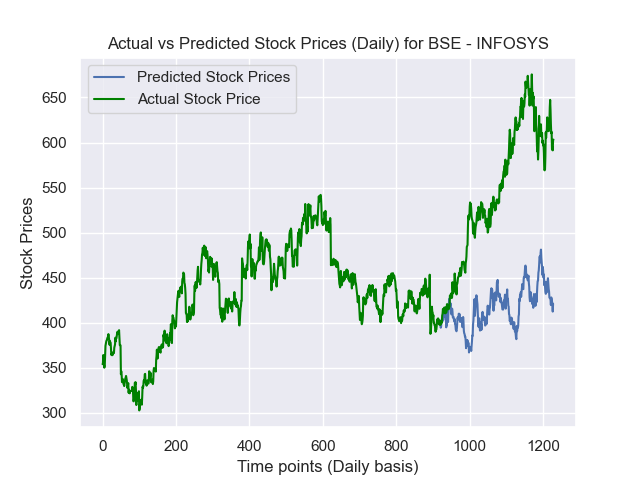 Actual vs Predicted Stock Prices (Daily) for BSE - INFOSYS
Predicted Stock Prices
Actual Stock Price
Stock Prices
650
600
550
500
450
400
350
300
0 200 400 600 800 1000 1200
Time points (Daily basis)